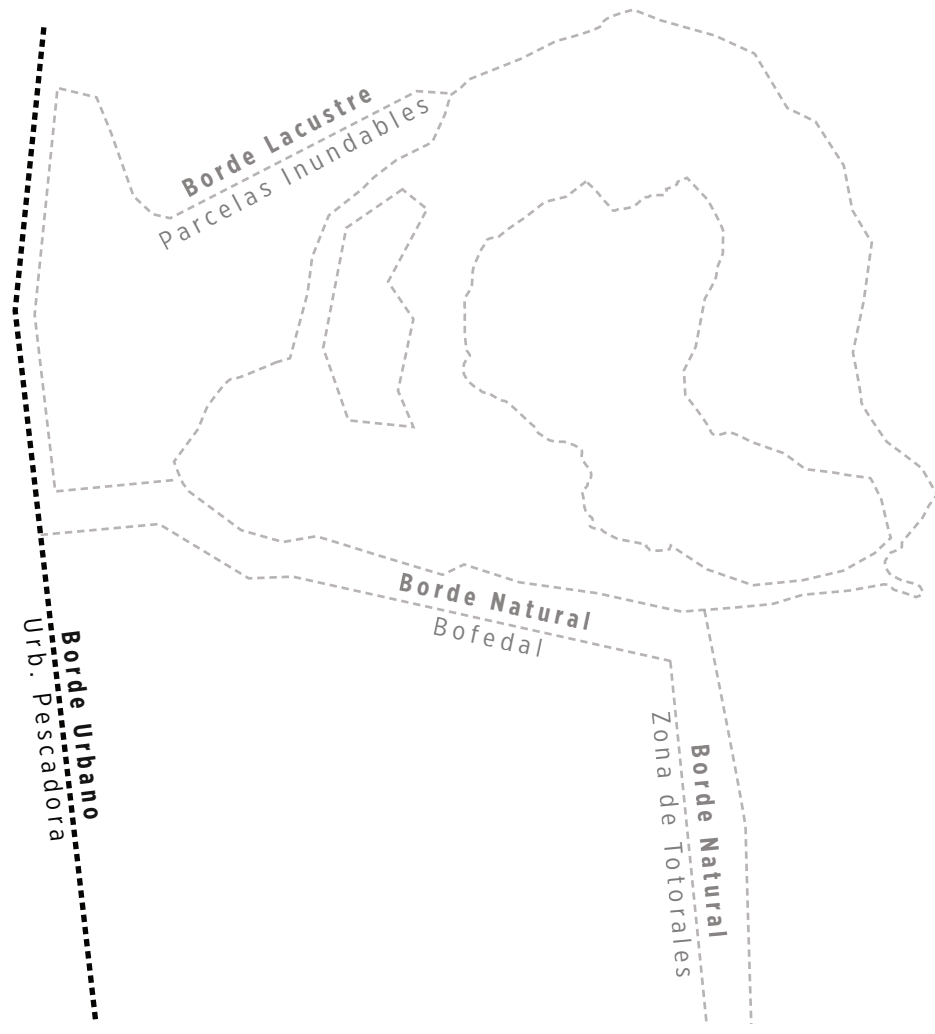 Borde Lacustre
Parcelas Inundables
Borde Natural
Bofedal
Borde Urbano
Urb. Pescadora
Borde Natural
Zona de Totorales